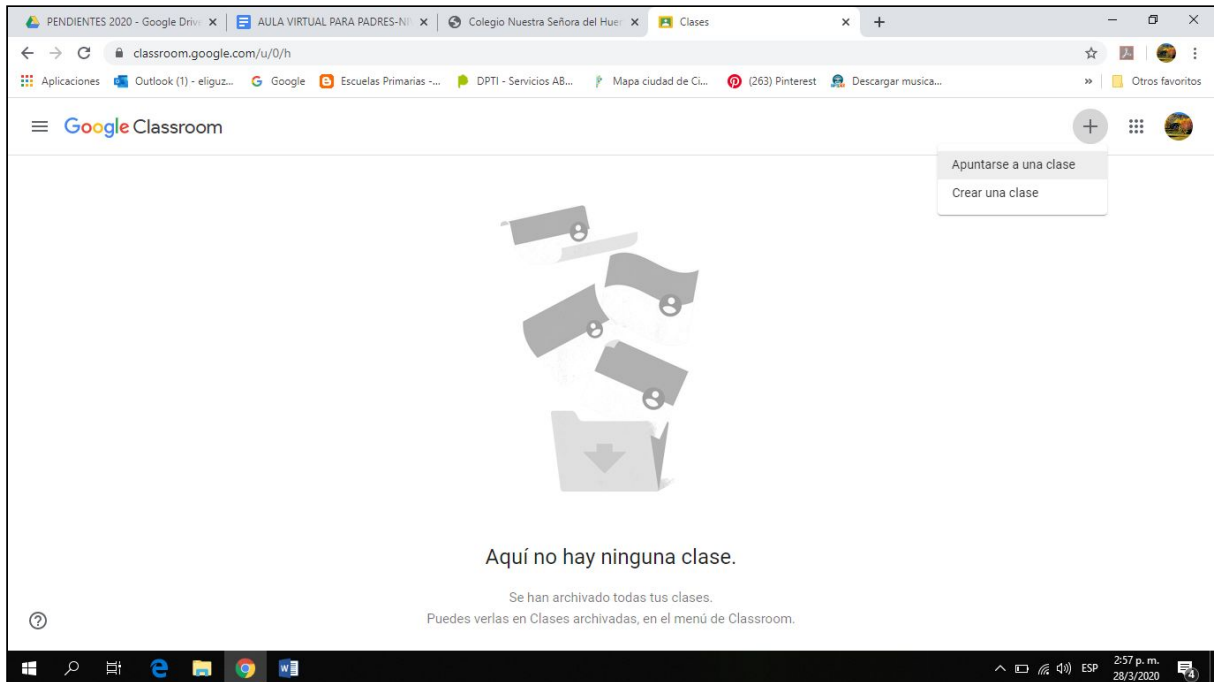 PENDIENTES 2020 - Google Drive
AULA VIRTUAL PARA PADRES-NI
Colegio Nuestra Señora del Huer
Clases
classroom.google.com/u/0/h
Aplicaciones
Outlook (1) - eliguz...
Google
Escuelas Primarias -...
DPTI - Servicios AB...
Mapa ciudad de Ci...
(263) Pinterest
Descargar musica...
»
Otros favoritos
Google Classroom
Apuntarse a una clase
Crear una clase
Aquí no hay ninguna clase.
Se han archivado todas tus clases.
Puedes verlas en Clases archivadas, en el menú de Classroom.
ESP
2:57 p. m.
28/3/2020
4